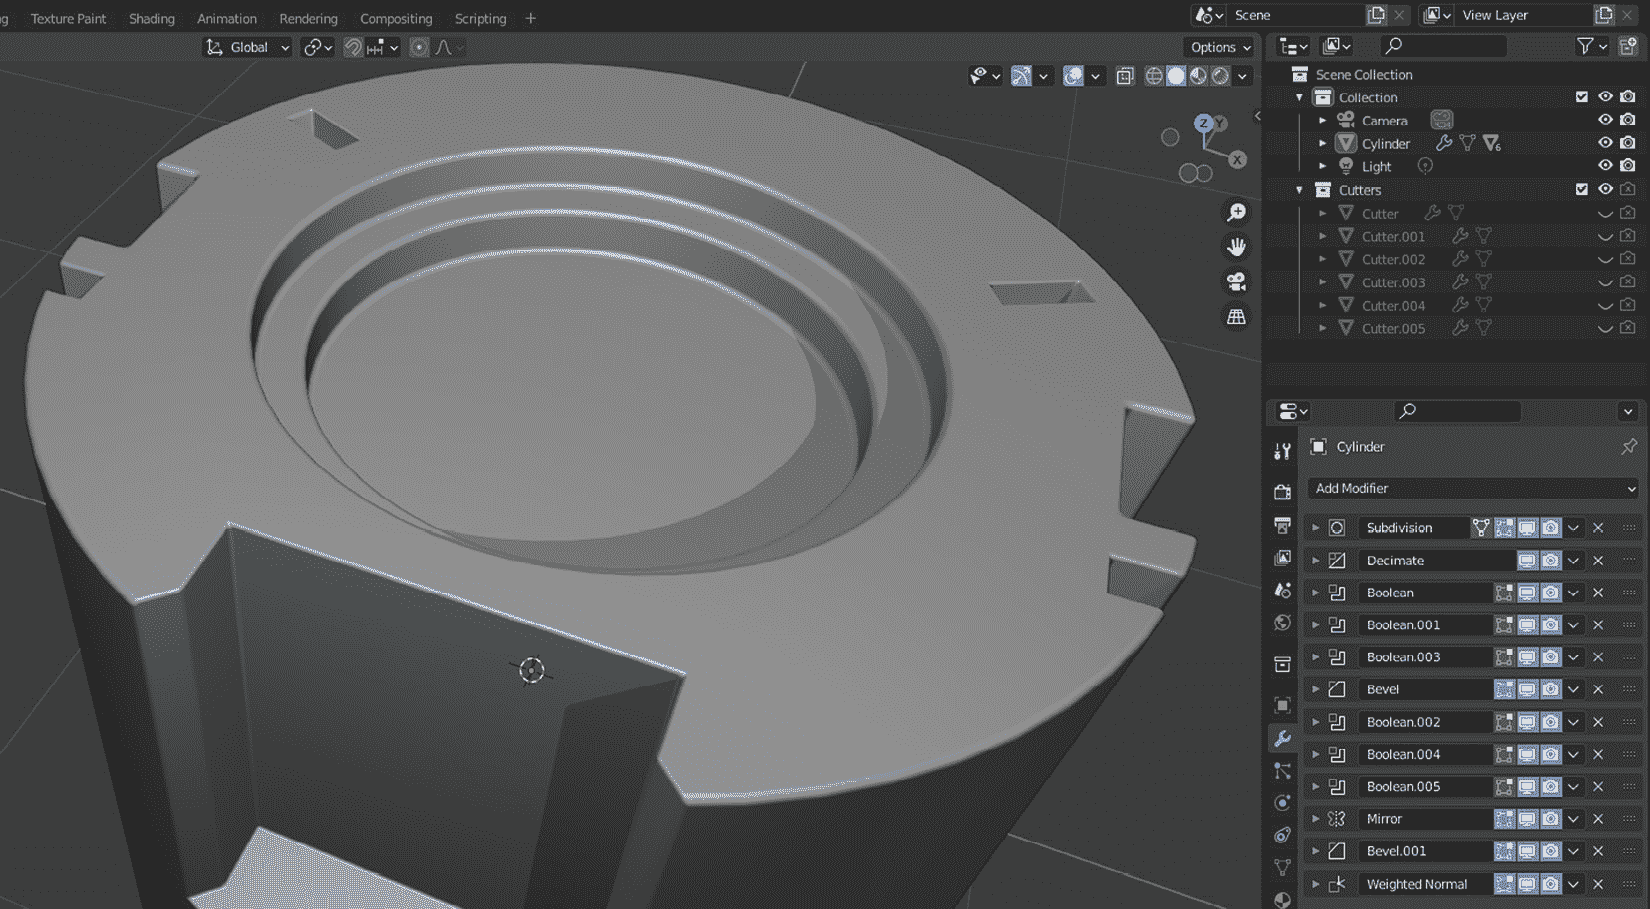 g Texture Paint Shading Animation Rendering Compositing Scripting +
Scene
View Layer
Global
Options
Z Y
X
Scene Collection
Collection
Camera
Cylinder 6
Light
Cutters
Cutter
Cutter.001
Cutter.002
Cutter.003
Cutter.004
Cutter.005
Cylinder
Add Modifier
Subdivision
Decimate
Boolean
Boolean.001
Boolean.003
Bevel
Boolean.002
Boolean.004
Boolean.005
Mirror
Bevel.001
Weighted Normal